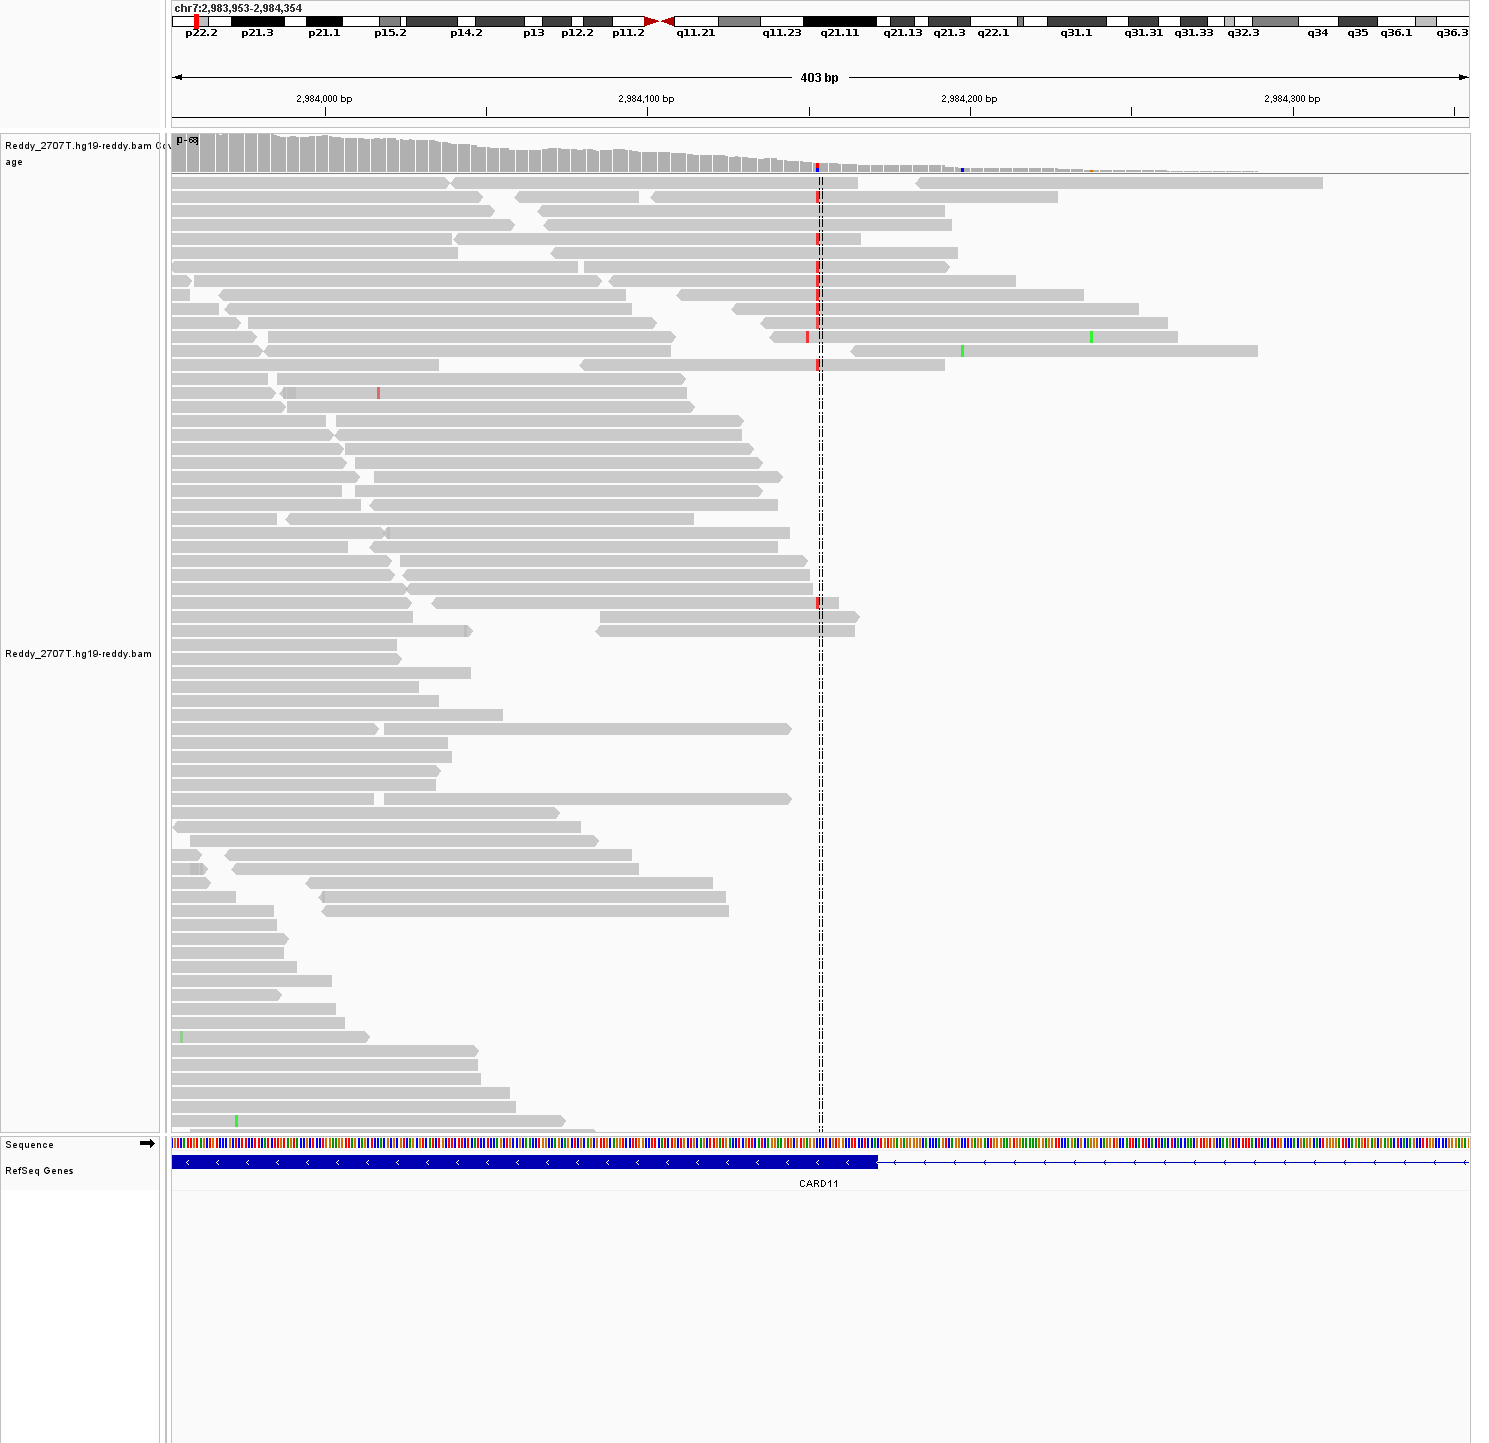 chr7:2,983,953-2,984,354
p22.2 p21.3 p21.1 p15.2 p14.2 p13 p12.2 p11.2 q11.21 q11.23 q21.11 q21.13 q21.3 q22.1 q31.1 q31.31 q31.33 q32.3 q34 q35 q36.1 q36.3
403 bp
2,984,000 bp 2,984,100 bp 2,984,200 bp 2,984,300 bp
Reddy_2707T.hg19-reddy.bam Cov
age
Reddy_2707T.hg19-reddy.bam
Sequence
RefSeq Genes
CARD11